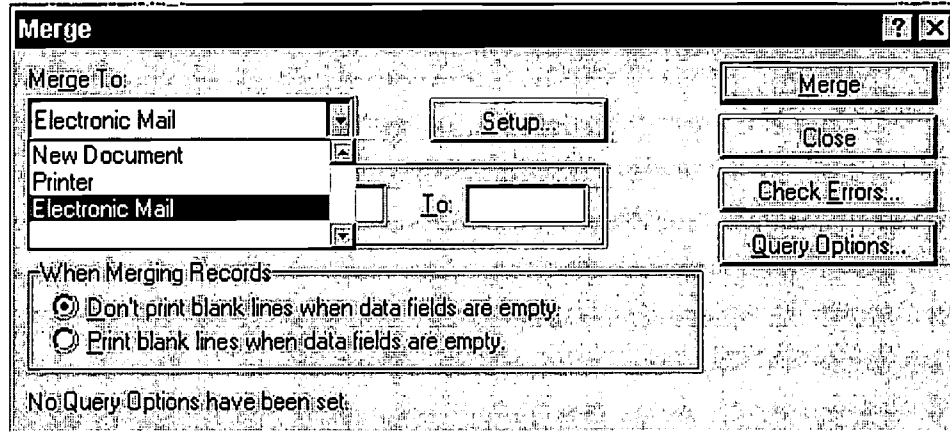 Merge
Merge To:
Electronic Mail
Setup...
New Document
Printer
Electronic Mail
To:
Merge
Close
Check Errors...
Query Options...
When Merging Records
Don't print blank lines when data fields are empty.
Print blank lines when data fields are empty.
No Query Options have been set.